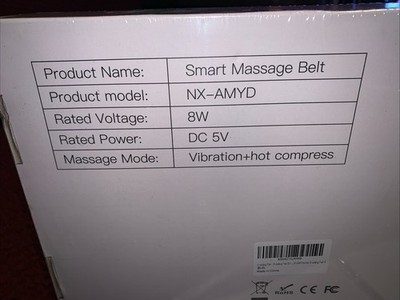 Product Name: Smart Massage Belt
Product model: NX-AMYD
Rated Voltage: 8W
Rated Power: DC 5V
Massage Mode: Vibration+hot compress
RoHS CE FC